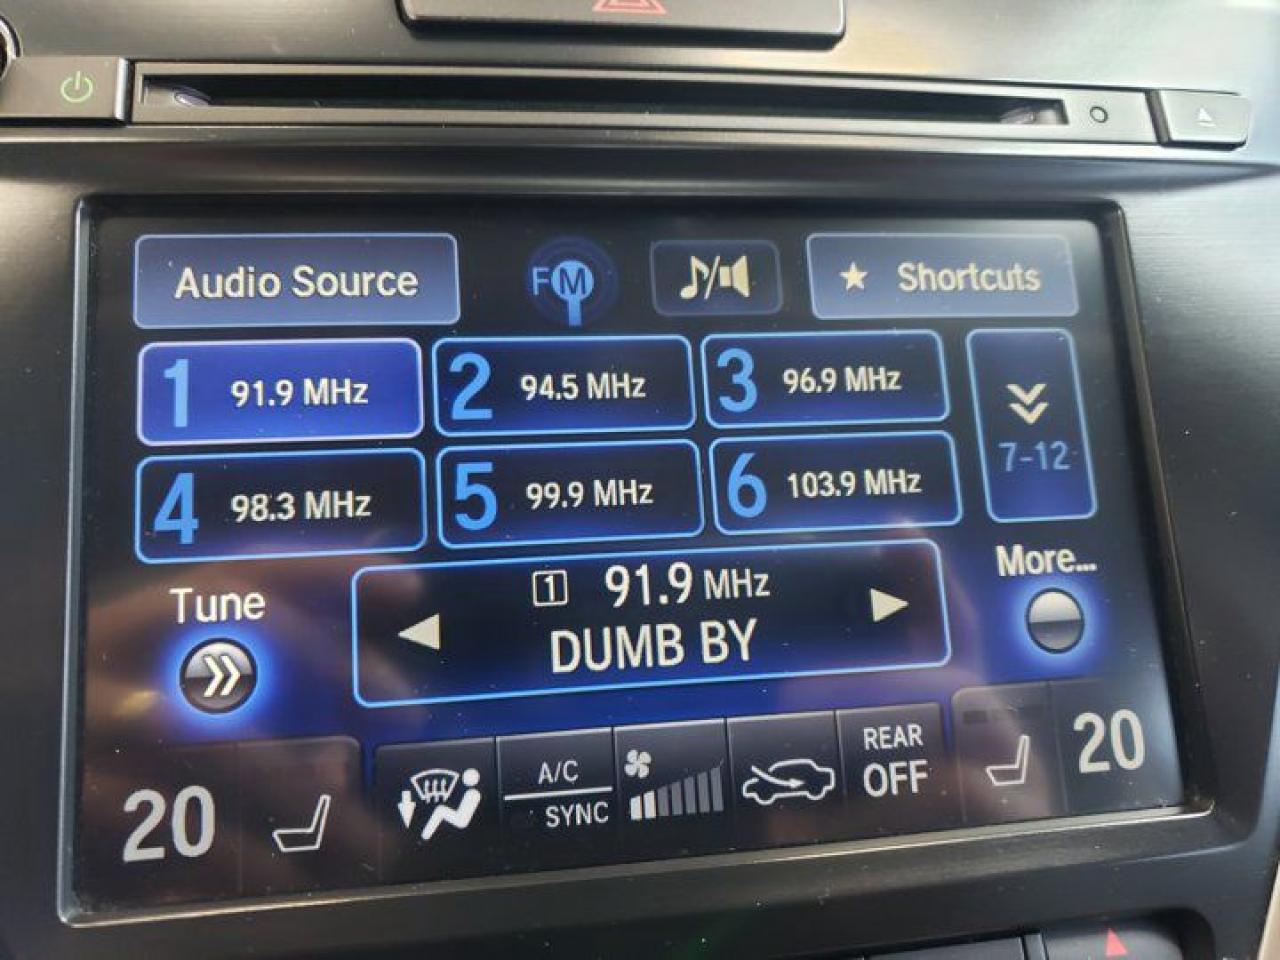 Audio Source
FM
Shortcuts
1 91.9 MHz
2 94.5 MHz
3 96.9 MHz
7-12
4 98.3 MHz
5 99.9 MHz
6 103.9 MHz
Tune
1 91.9 MHz
DUMB BY
More...
20
A/C
SYNC
REAR
OFF
20